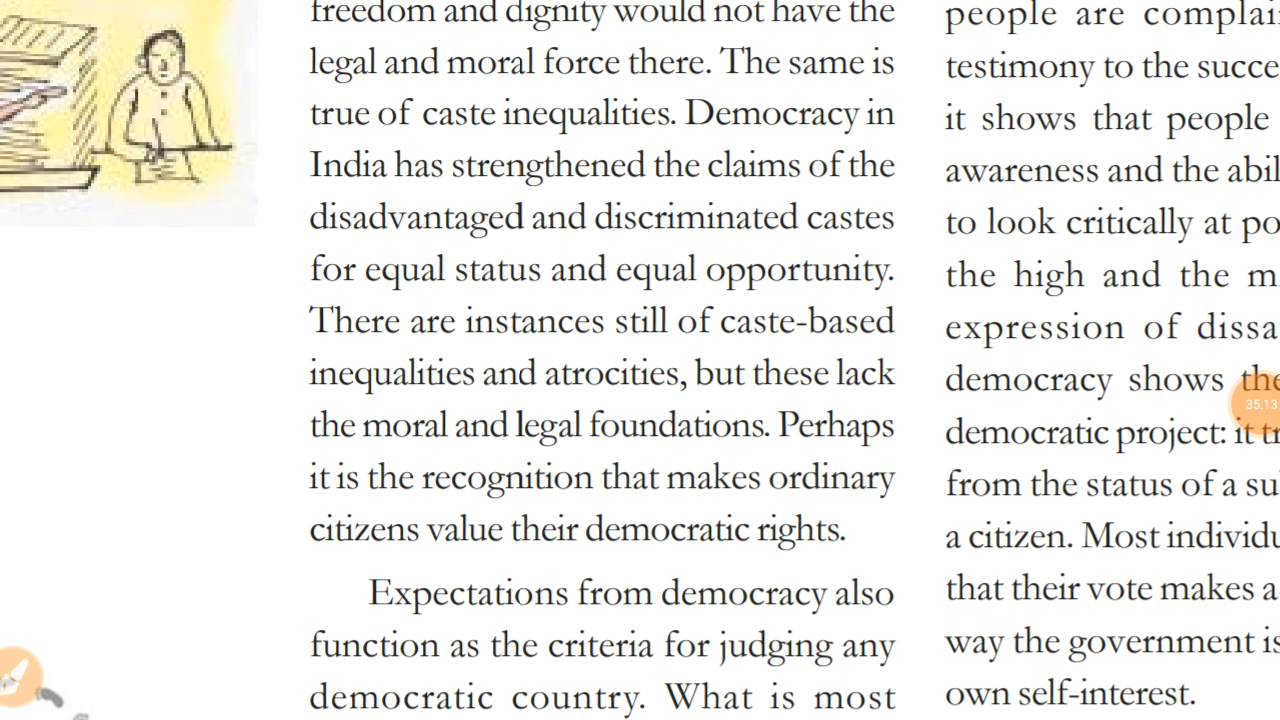 freedom and dignity would not have the
legal and moral force there. The same is
true of caste inequalities. Democracy in
India has strengthened the claims of the
disadvantaged and discriminated castes
for equal status and equal opportunity.
There are instances still of caste-based
inequalities and atrocities, but these lack
the moral and legal foundations. Perhaps
it is the recognition that makes ordinary
citizens value their democratic rights.
Expectations from democracy also
function as the criteria for judging any
democratic country. What is most
people are
testimony to the
it shows that people
awareness and the
to look critically at
the high and the
expression of
democracy shows
democratic project: it
from the status of a
a citizen. Most
that their vote makes a
way the government
own self-interest.
35:13